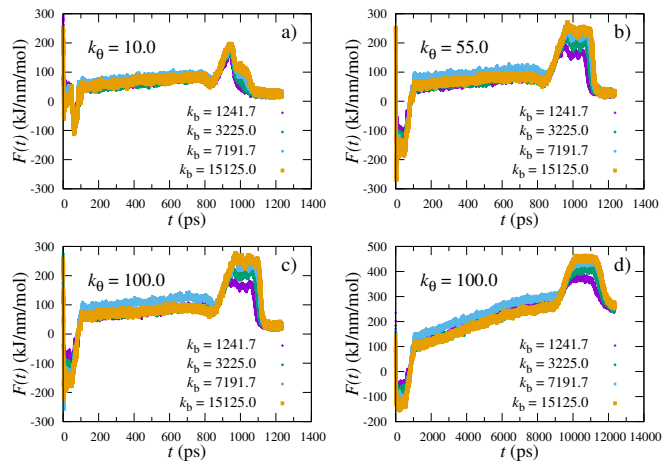 F(t) (kJ/nm/mol)
300
200
100
0
-100
-200
-300
a)
kθ = 10.0
kb = 1241.7
kb = 3225.0
kb = 7191.7
kb = 15125.0
0 200 400 600 800 1000 1200 1400
t (ps)
F(t) (kJ/nm/mol)
300
200
100
0
-100
-200
-300
b)
kθ = 55.0
kb = 1241.7
kb = 3225.0
kb = 7191.7
kb = 15125.0
0 200 400 600 800 1000 1200 1400
t (ps)
F(t) (kJ/nm/mol)
300
200
100
0
-100
-200
-300
c)
kθ = 100.0
kb = 1241.7
kb = 3225.0
kb = 7191.7
kb = 15125.0
0 200 400 600 800 1000 1200 1400
t (ps)
F(t) (kJ/nm/mol)
500
400
300
200
100
0
-100
-200
d)
kθ = 100.0
kb = 1241.7
kb = 3225.0
kb = 7191.7
kb = 15125.0
0 2000 4000 6000 8000 10000 12000 14000
t (ps)